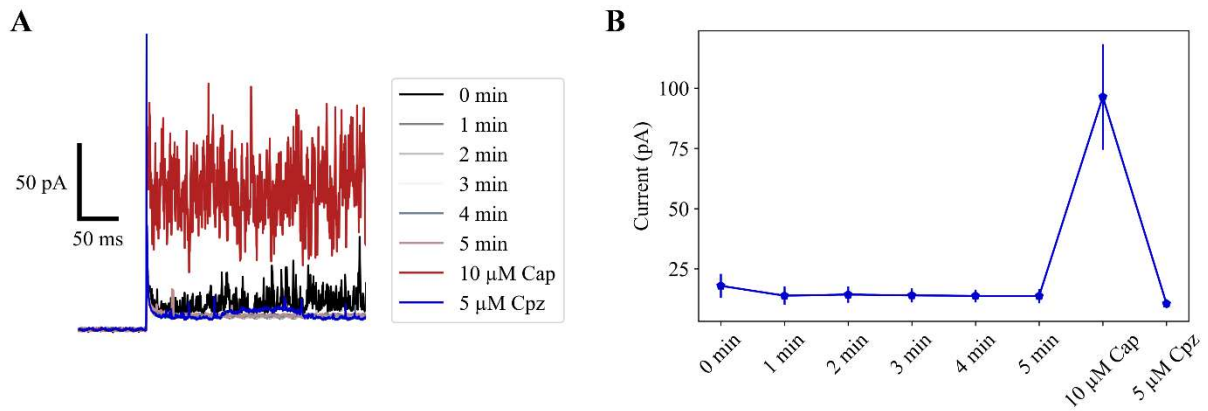 A
50 pA
50 ms
0 min
1 min
2 min
3 min
4 min
5 min
10 µM Cap
5 µM Cpz
B
Current (pA)
100
75
50
25
0 min
1 min
2 min
3 min
4 min
5 min
10 µM Cap
5 µM Cpz